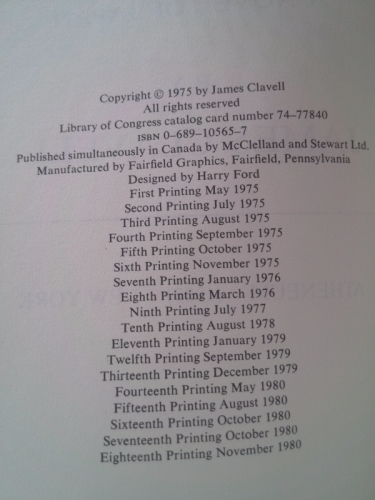 Copyright © 1975 by James Clavell
All rights reserved
Library of Congress catalog card number 74-77840
ISBN 0-689-10565-7
Published simultaneously in Canada by McClelland and Stewart Ltd.
Manufactured by Fairfield Graphics, Fairfield, Pennsylvania
Designed by Harry Ford
First Printing May 1975
Second Printing July 1975
Third Printing August 1975
Fourth Printing September 1975
Fifth Printing October 1975
Sixth Printing November 1975
Seventh Printing January 1976
Eighth Printing March 1976
Ninth Printing July 1977
Tenth Printing August 1978
Eleventh Printing January 1979
Twelfth Printing September 1979
Thirteenth Printing December 1979
Fourteenth Printing May 1980
Fifteenth Printing August 1980
Sixteenth Printing October 1980
Seventeenth Printing October 1980
Eighteenth Printing November 1980